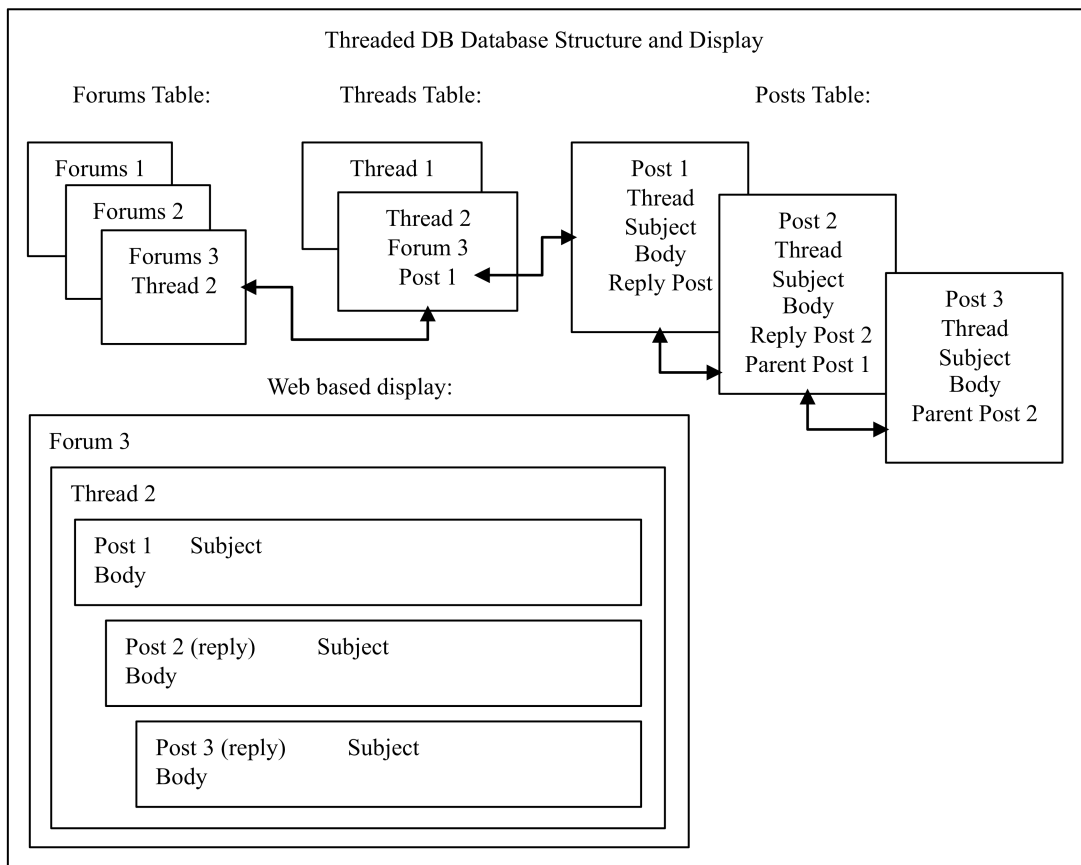 Threaded DB Database Structure and Display
Forums Table:
Threads Table:
Posts Table:
Forums 1
Forums 2
Forums 3
Thread 2
Thread 1
Thread 2
Forum 3
Post 1
Post 1
Thread
Subject
Body
Reply Post
Post 2
Thread
Subject
Body
Reply Post 2
Parent Post 1
Post 3
Thread
Subject
Body
Parent Post 2
Web based display:
Forum 3
Thread 2
Post 1 Subject
Body
Post 2 (reply) Subject
Body
Post 3 (reply) Subject
Body